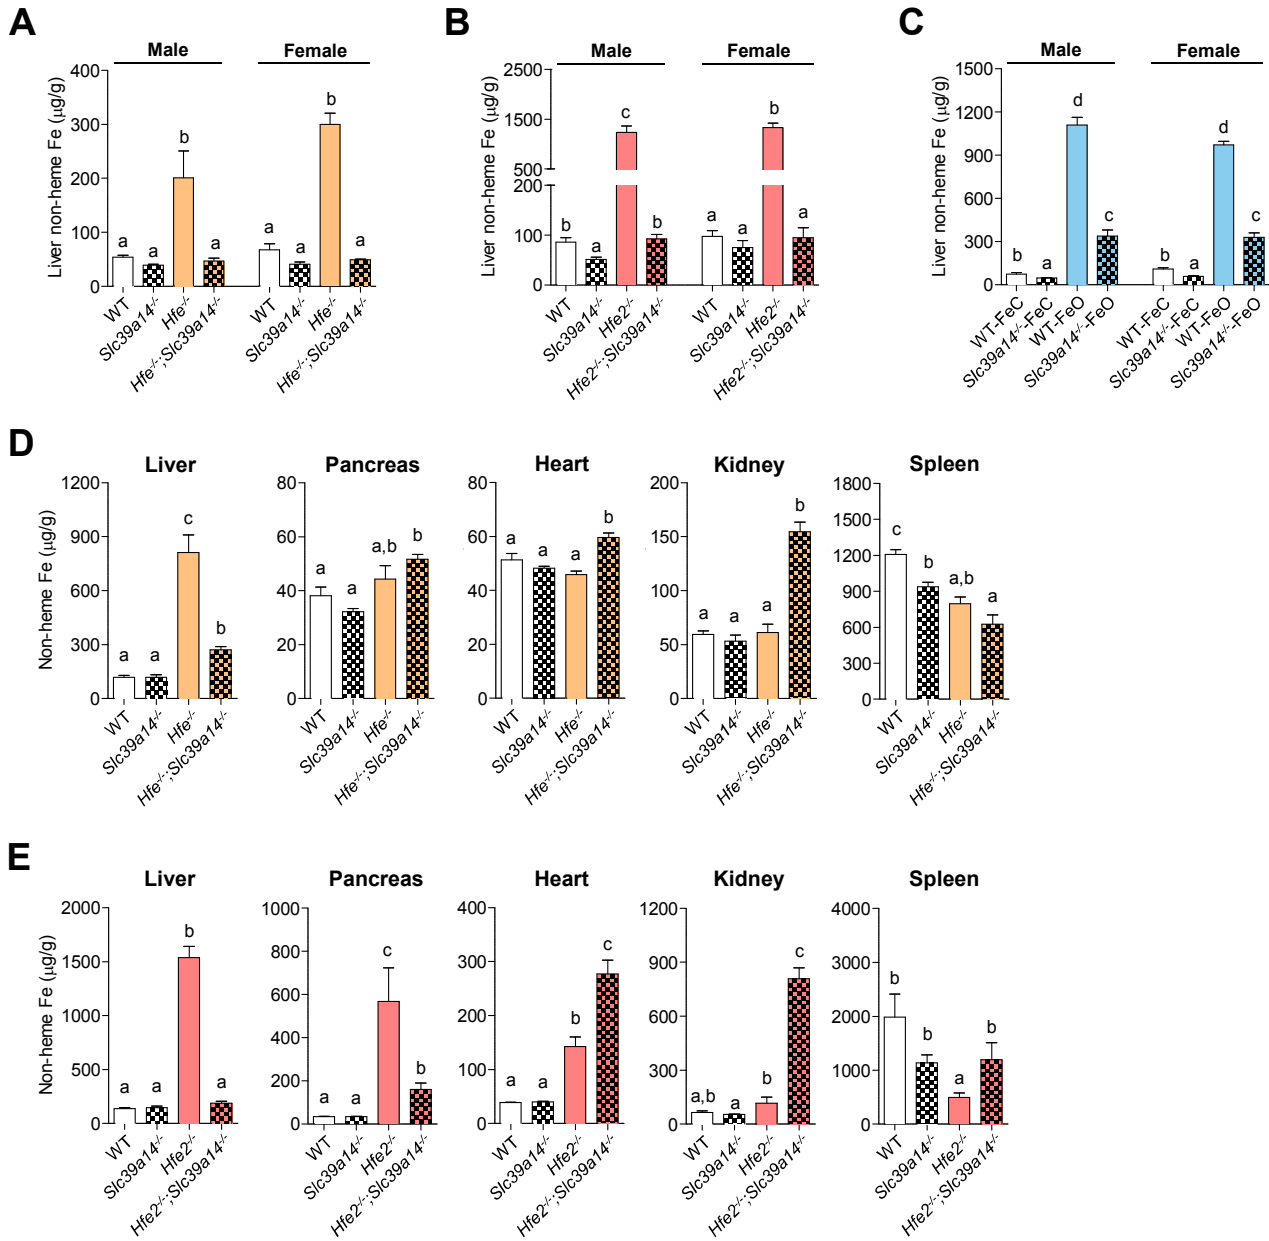 A
Male Female
Liver non-heme Fe (µg/g)
400
300
200
100
0
a a b a a a b a
WT
Slc39a14-/-
Hfe-/-
Hfe-/-;Slc39a14-/-
WT
Slc39a14-/-
Hfe-/-
Hfe-/-;Slc39a14-/-
B
Male Female
Liver non-heme Fe (µg/g)
2500
1500
500
200
100
0
b a c b a a b a
WT
Slc39a14-/-
Hfe2-/-
Hfe2-/-;Slc39a14-/-
WT
Slc39a14-/-
Hfe2-/-
Hfe2-/-;Slc39a14-/-
C
Male Female
Liver non-heme Fe (µg/g)
1500
1200
900
600
300
0
b a d c b a d c
WT-FeC
Slc39a14-/--FeC
WT-FeO
Slc39a14-/--FeO
WT-FeC
Slc39a14-/--FeC
WT-FeO
Slc39a14-/--FeO
D
Non-heme Fe (µg/g)
Liver
1200
900
600
300
0
a a c b
WT
Slc39a14-/-
Hfe-/-
Hfe-/-;Slc39a14-/-
Pancreas
80
60
40
20
0
a a a,b b
WT
Slc39a14-/-
Hfe-/-
Hfe-/-;Slc39a14-/-
Heart
80
60
40
20
0
a a a b
WT
Slc39a14-/-
Hfe-/-
Hfe-/-;Slc39a14-/-
Kidney
200
150
100
50
0
a a a b
WT
Slc39a14-/-
Hfe-/-
Hfe-/-;Slc39a14-/-
Spleen
1800
1500
1200
900
600
300
0
c b a,b a
WT
Slc39a14-/-
Hfe-/-
Hfe-/-;Slc39a14-/-
E
Non-heme Fe (µg/g)
Liver
2000
1500
1000
500
0
a a b a
WT
Slc39a14-/-
Hfe2-/-
Hfe2-/-;Slc39a14-/-
Pancreas
1000
800
600
400
200
0
a a c b
WT
Slc39a14-/-
Hfe2-/-
Hfe2-/-;Slc39a14-/-
Heart
400
300
200
100
0
a a b c
WT
Slc39a14-/-
Hfe2-/-
Hfe2-/-;Slc39a14-/-
Kidney
1200
900
600
300
0
a,b a b c
WT
Slc39a14-/-
Hfe2-/-
Hfe2-/-;Slc39a14-/-
Spleen
4000
3000
2000
1000
0
b b a b
WT
Slc39a14-/-
Hfe2-/-
Hfe2-/-;Slc39a14-/-